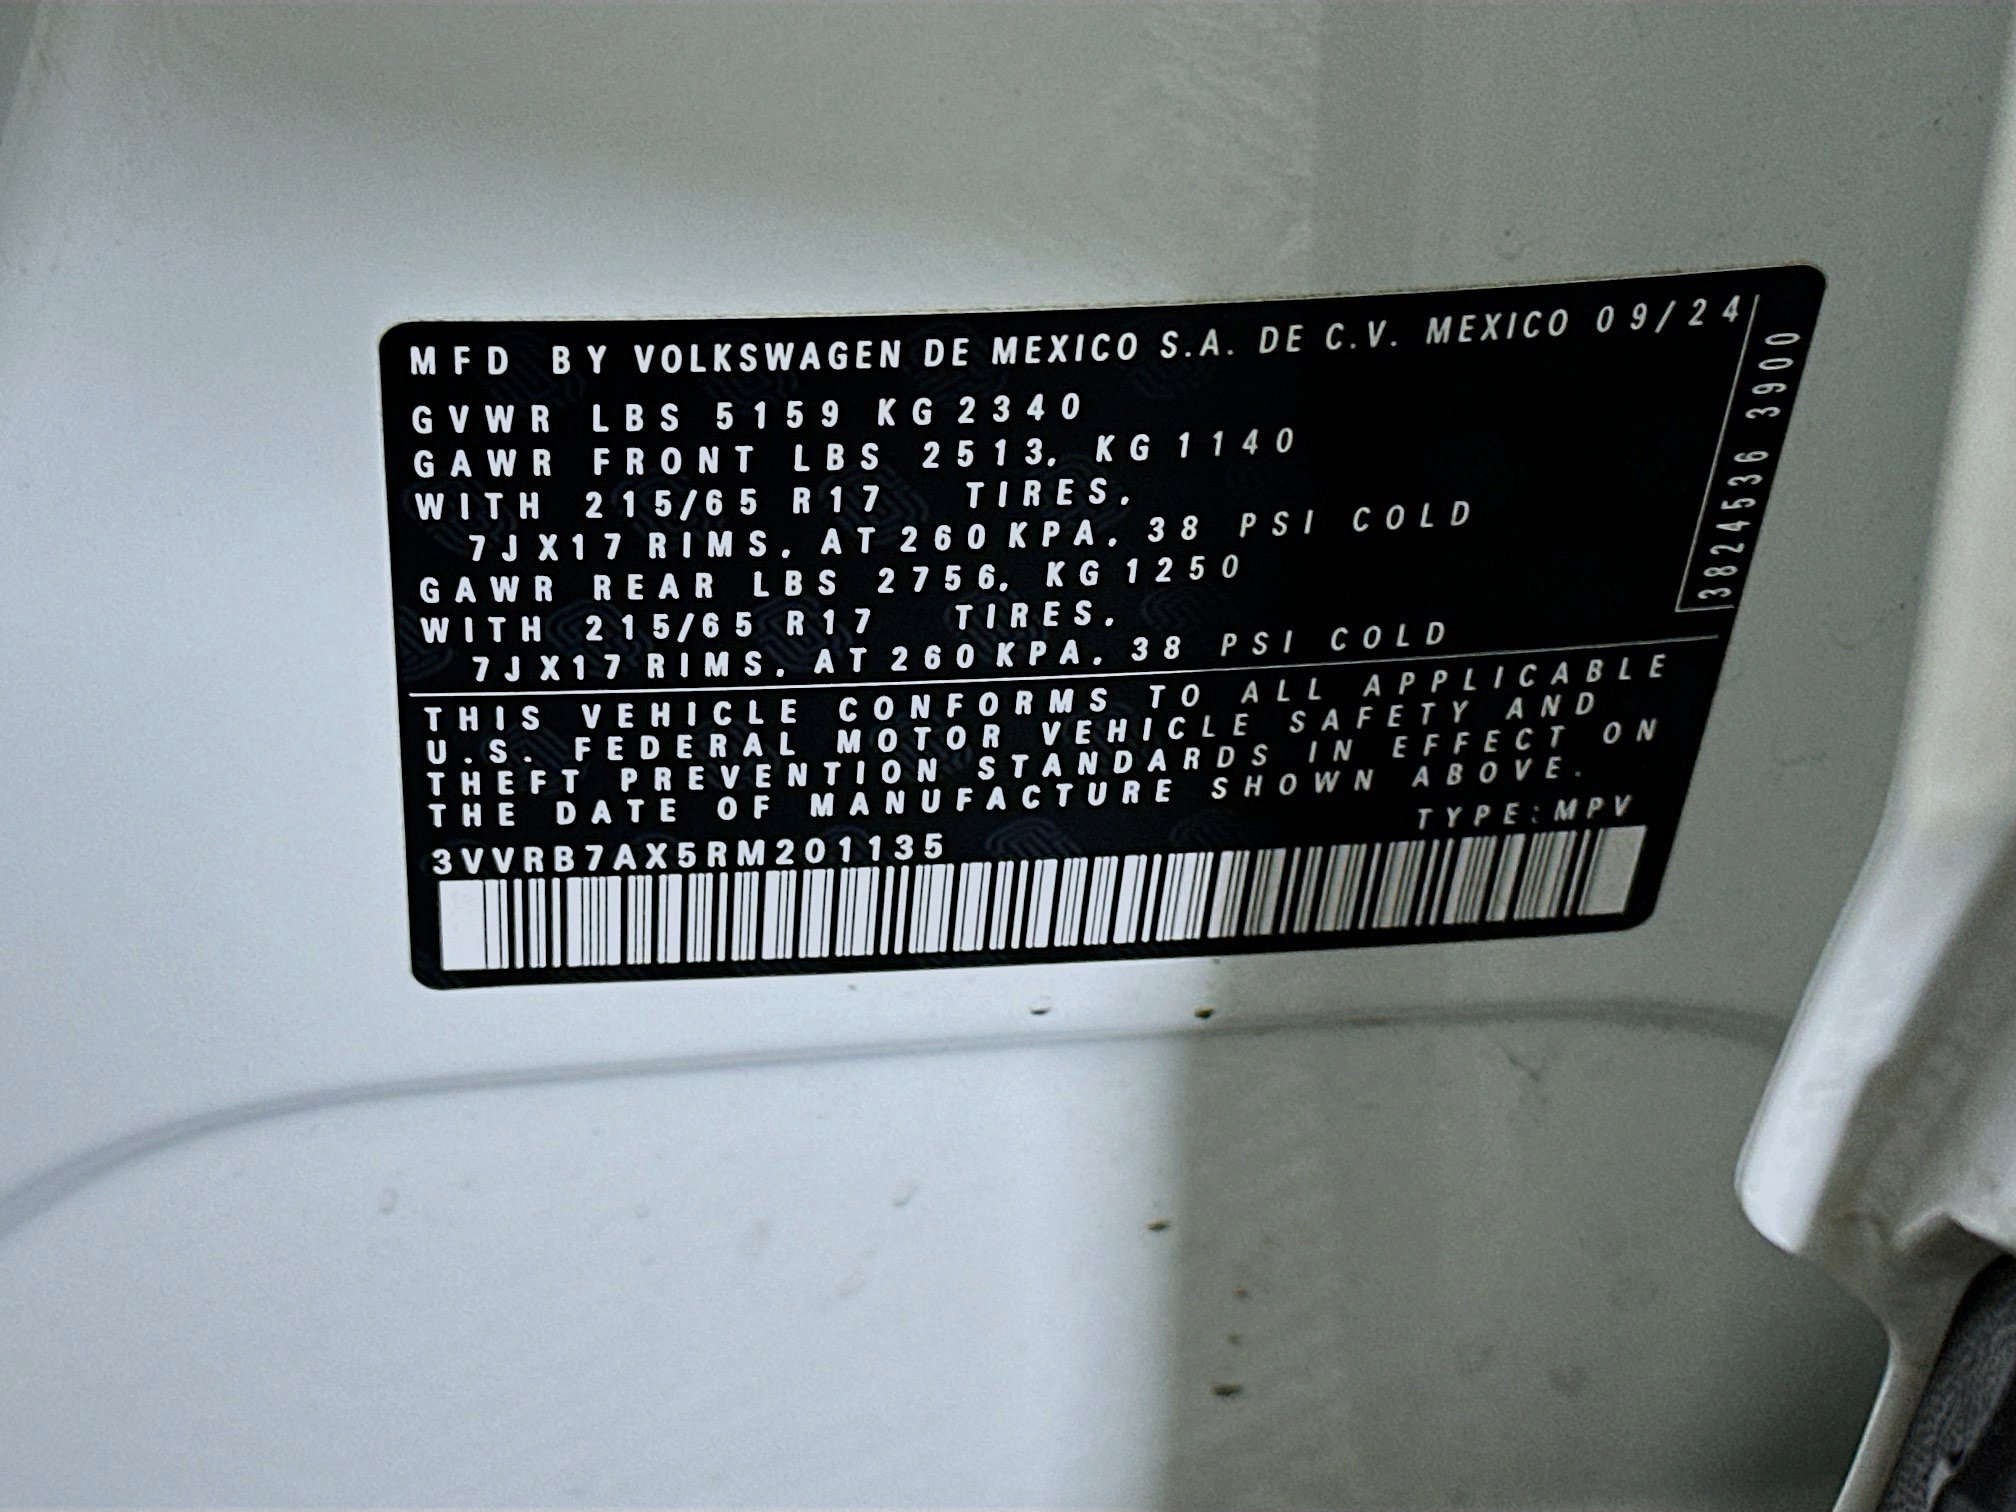 MFD BY VOLKSWAGEN DE MEXICO S.A. DE C.V. MEXICO 09/24
GVWR LBS 5159 KG 2340
GAWR FRONT LBS 2513. KG 1140
WITH 215/65 R17 TIRES.
7JX17 RIMS. AT 260 KPA. 38 PSI COLD
GAWR REAR LBS 2756. KG 1250
WITH 215/65 R17 TIRES.
7JX17 RIMS. AT 260 KPA. 38 PSI COLD
3824536 3900
THIS VEHICLE CONFORMS TO ALL APPLICABLE
U.S. FEDERAL MOTOR VEHICLE SAFETY AND
THEFT PREVENTION STANDARDS IN EFFECT ON
THE DATE OF MANUFACTURE SHOWN ABOVE.
TYPE:MPV
3VVRB7AX5RM201135